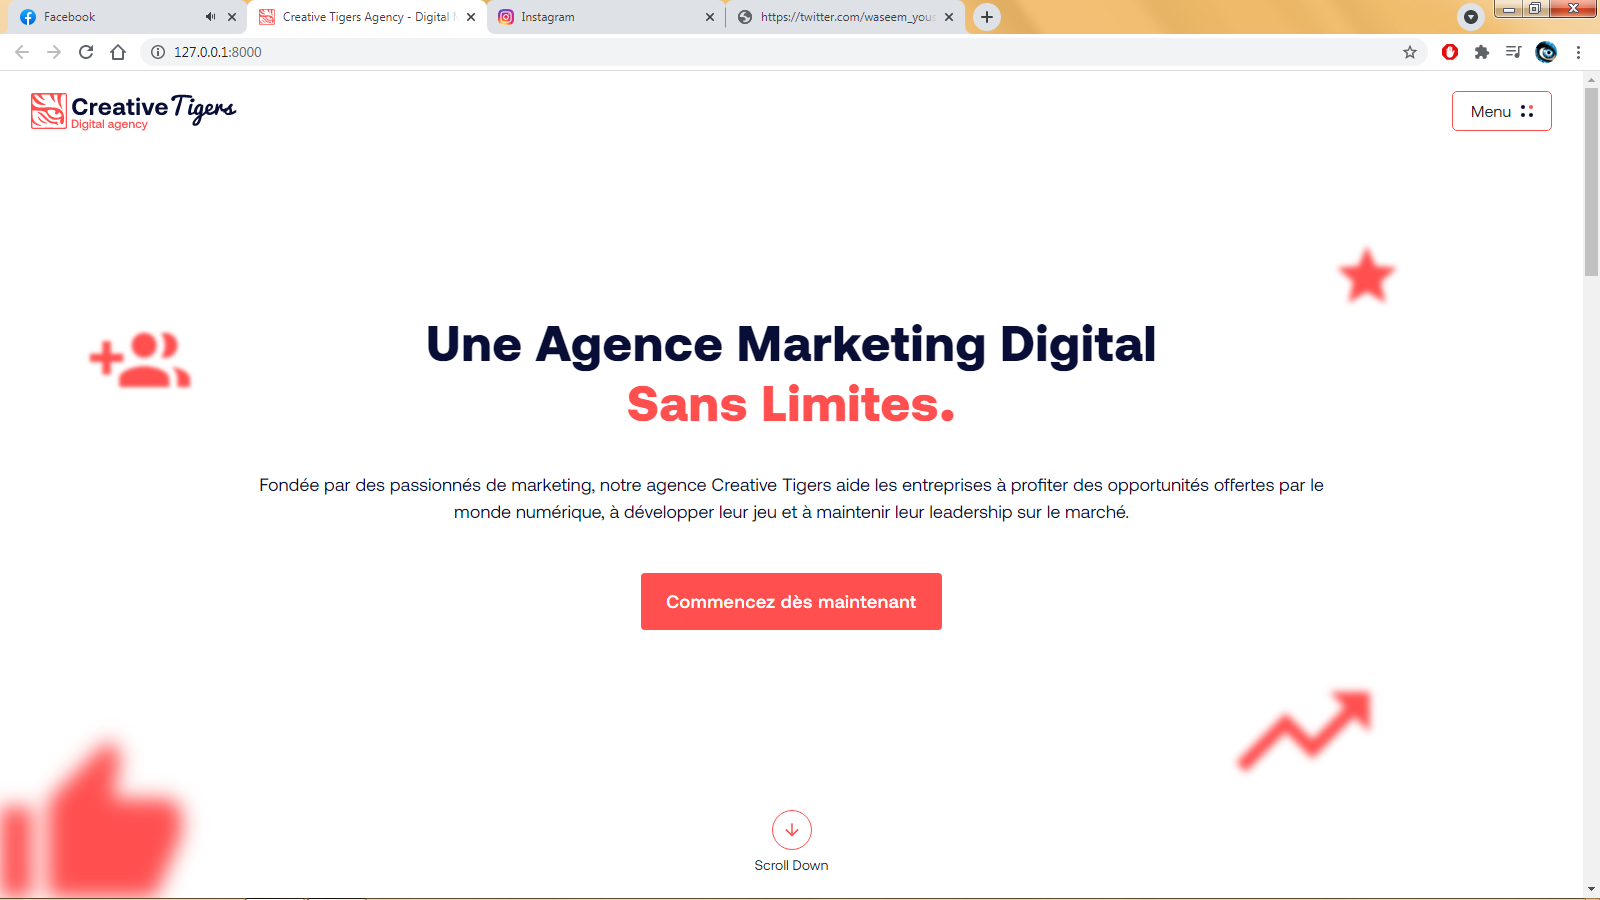 Facebook
Creative Tigers Agency - Digital
Instagram
https://twitter.com/waseem_yous
127.0.0.1:8000
Creative Tigers
Digital agency
Menu
Une Agence Marketing Digital
Sans Limites.
Fondée par des passionnés de marketing, notre agence Creative Tigers aide les entreprises à profiter des opportunités offertes par le
monde numérique, à développer leur jeu et à maintenir leur leadership sur le marché.
Commencez dès maintenant
Scroll Down